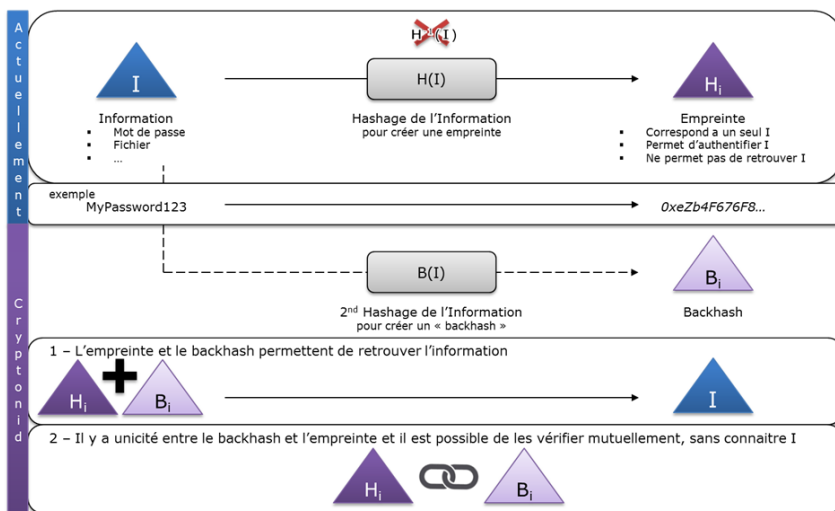 Actuellement
H⁻¹(I)
I
H(I)
Hi
Information
Hashage de l'Information
pour créer une empreinte
Empreinte
▪ Mot de passe
▪ Fichier
▪ ...
▪ Correspond a un seul I
▪ Permet d'authentifier I
▪ Ne permet pas de retrouver I
exemple
MyPassword123
0xeZb4F676F8...
Cryptonid
B(I)
Bi
2nd Hashage de l'Information
pour créer un « backhash »
Backhash
1 – L'empreinte et le backhash permettent de retrouver l'information
Hi
Bi
I
2 – Il y a unicité entre le backhash et l'empreinte et il est possible de les vérifier mutuellement, sans connaitre I
Hi
Bi